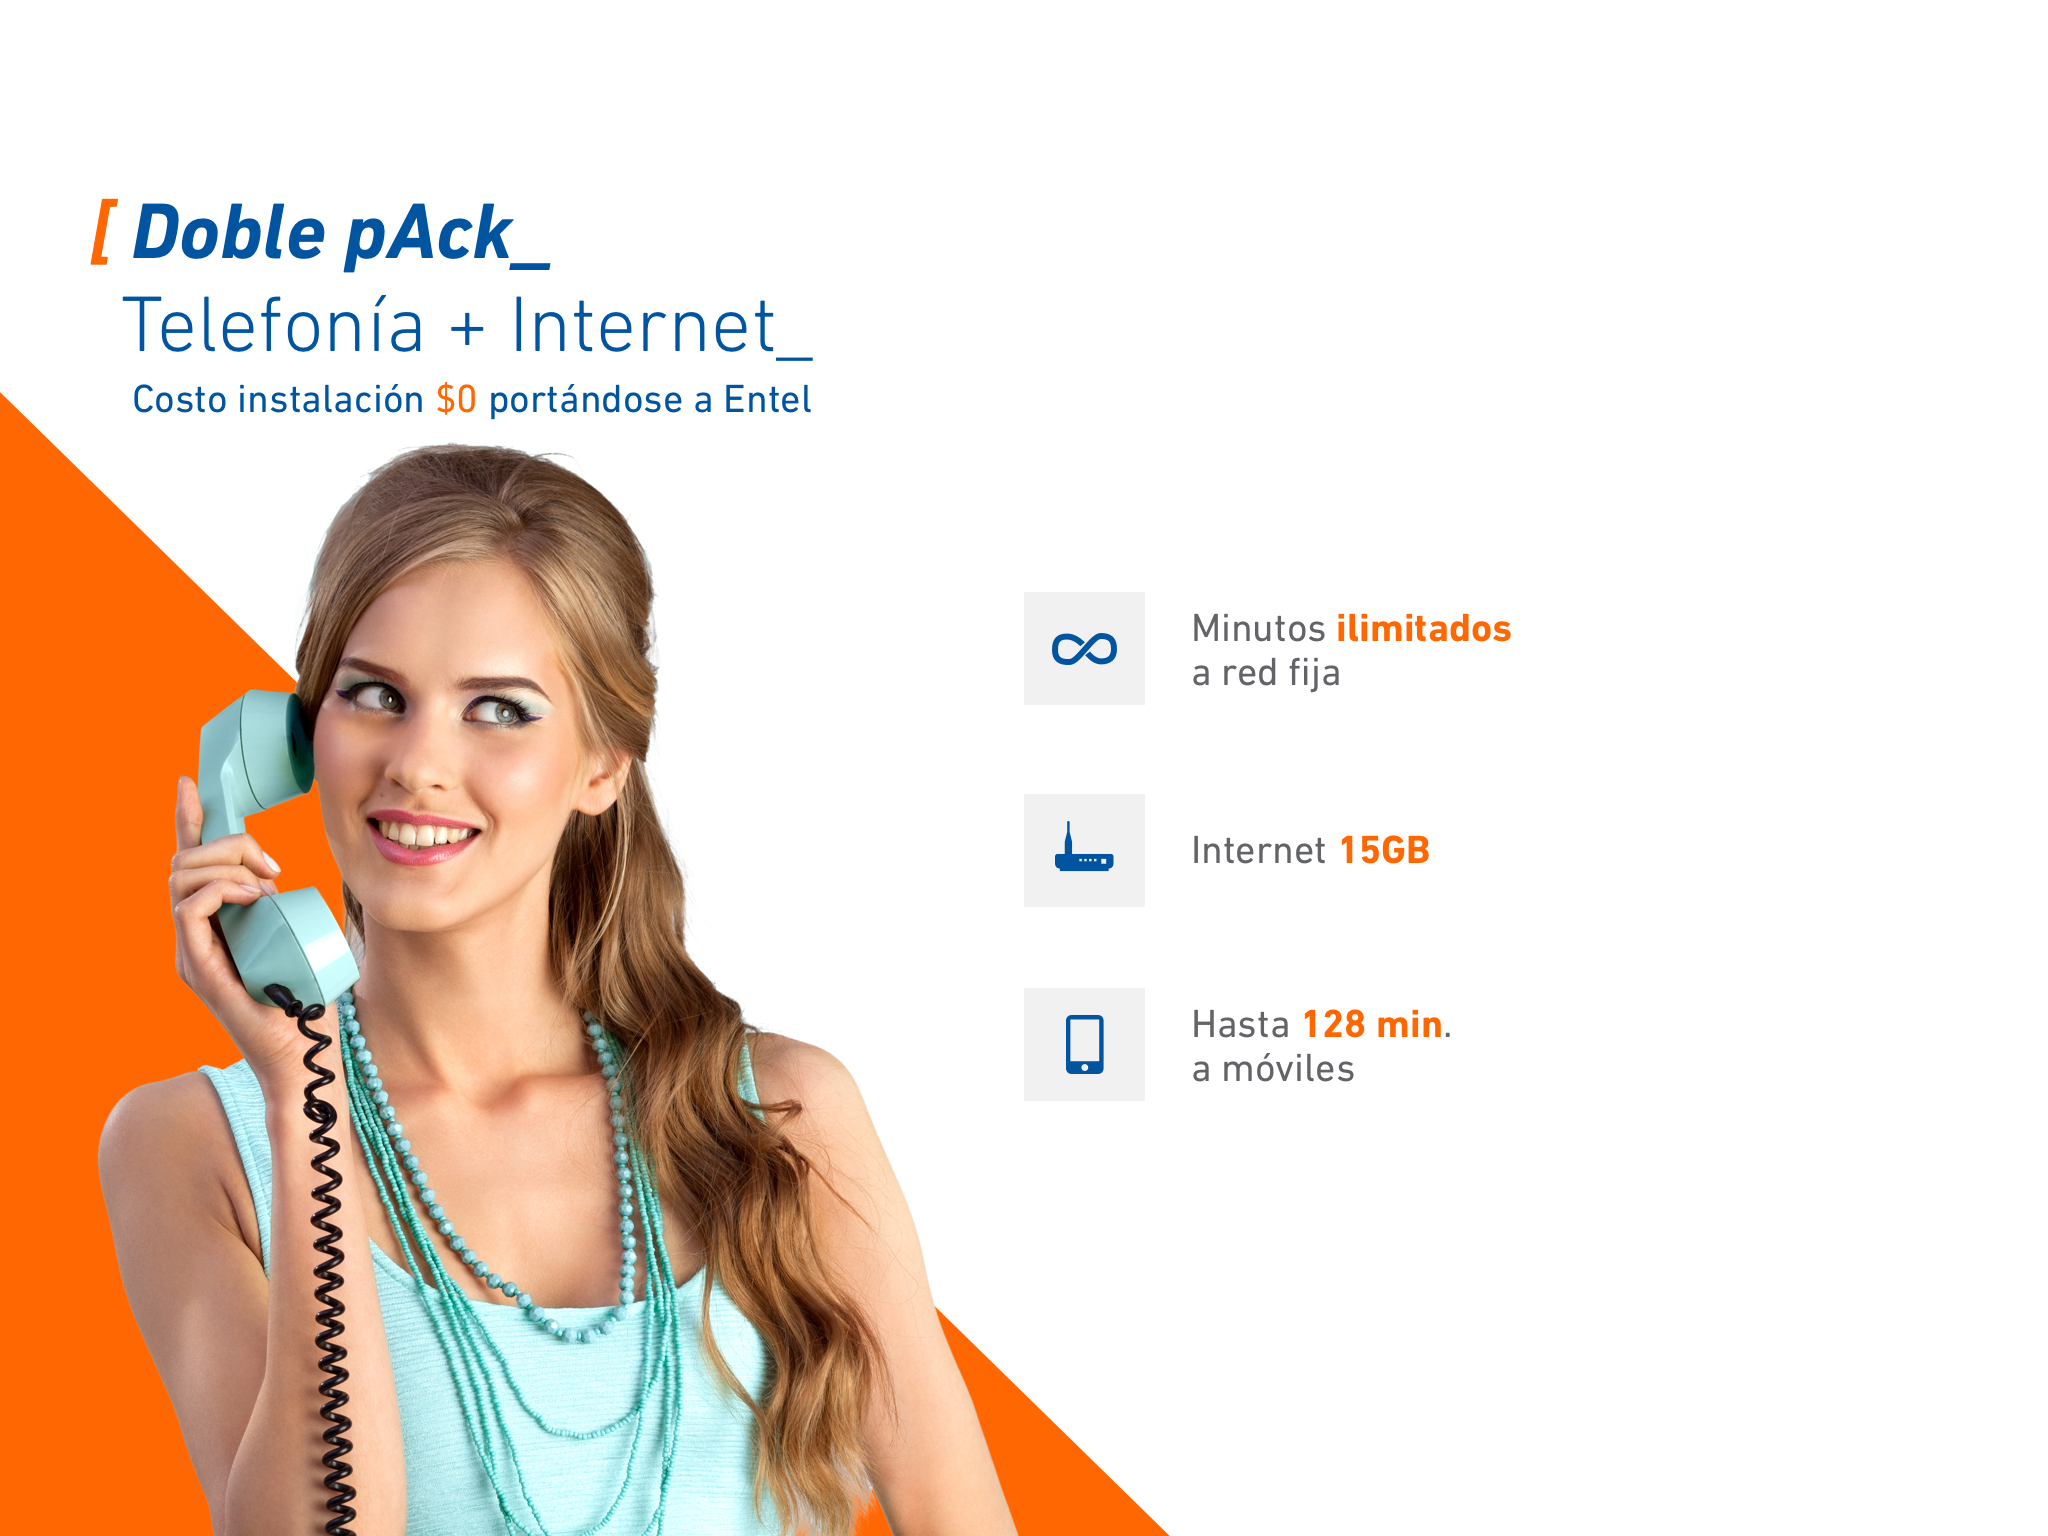 [ Doble pAck_
Telefonía + Internet_
Costo instalación $0 portándose a Entel
Minutos ilimitados
a red fija
Internet 15GB
Hasta 128 min.
a móviles